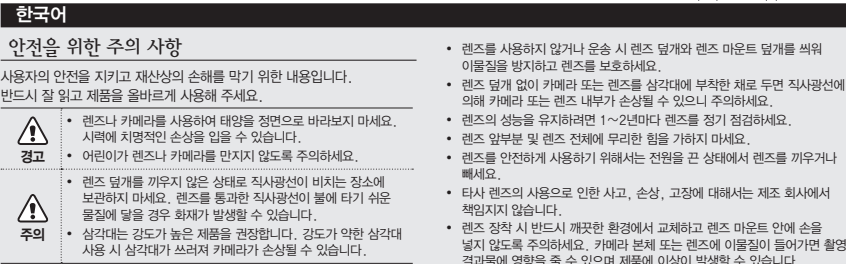 한국어
안전을 위한 주의 사항
사용자의 안전을 지키고 재산상의 손해를 막기 위한 내용입니다.
반드시 잘 읽고 제품을 올바르게 사용해 주세요.
경고
• 렌즈나 카메라를 사용하여 태양을 정면으로 바라보지 마세요.
시력에 치명적인 손상을 입을 수 있습니다.
• 어린이가 렌즈나 카메라를 만지지 않도록 주의하세요.
주의
• 렌즈 덮개를 끼우지 않은 상태로 직사광선이 비치는 장소에
보관하지 마세요. 렌즈를 통과한 직사광선이 불에 타기 쉬운
물질에 닿을 경우 화재가 발생할 수 있습니다.
• 삼각대는 강도가 높은 제품을 권장합니다. 강도가 약한 삼각대
사용 시 삼각대가 쓰러져 카메라가 손상될 수 있습니다.
• 렌즈를 사용하지 않거나 운송 시 렌즈 덮개와 렌즈 마운트 덮개를 씌워
이물질을 방지하고 렌즈를 보호하세요.
• 렌즈 덮개 없이 카메라 또는 렌즈를 삼각대에 부착한 채로 두면 직사광선에
의해 카메라 또는 렌즈 내부가 손상될 수 있으니 주의하세요.
• 렌즈의 성능을 유지하려면 1~2년마다 렌즈를 정기 점검하세요.
• 렌즈 앞부분 및 렌즈 전체에 무리한 힘을 가하지 마세요.
• 렌즈를 안전하게 사용하기 위해서는 전원을 끈 상태에서 렌즈를 끼우거나
빼세요.
• 타사 렌즈의 사용으로 인한 사고, 손상, 고장에 대해서는 제조 회사에서
책임지지 않습니다.
• 렌즈 장착 시 반드시 깨끗한 환경에서 교체하고 렌즈 마운트 안에 손을
넣지 않도록 주의하세요. 카메라 본체 또는 렌즈에 이물질이 들어가면 촬영
결과물에 영향을 줄 수 있으며 제품에 이상이 발생할 수 있습니다.